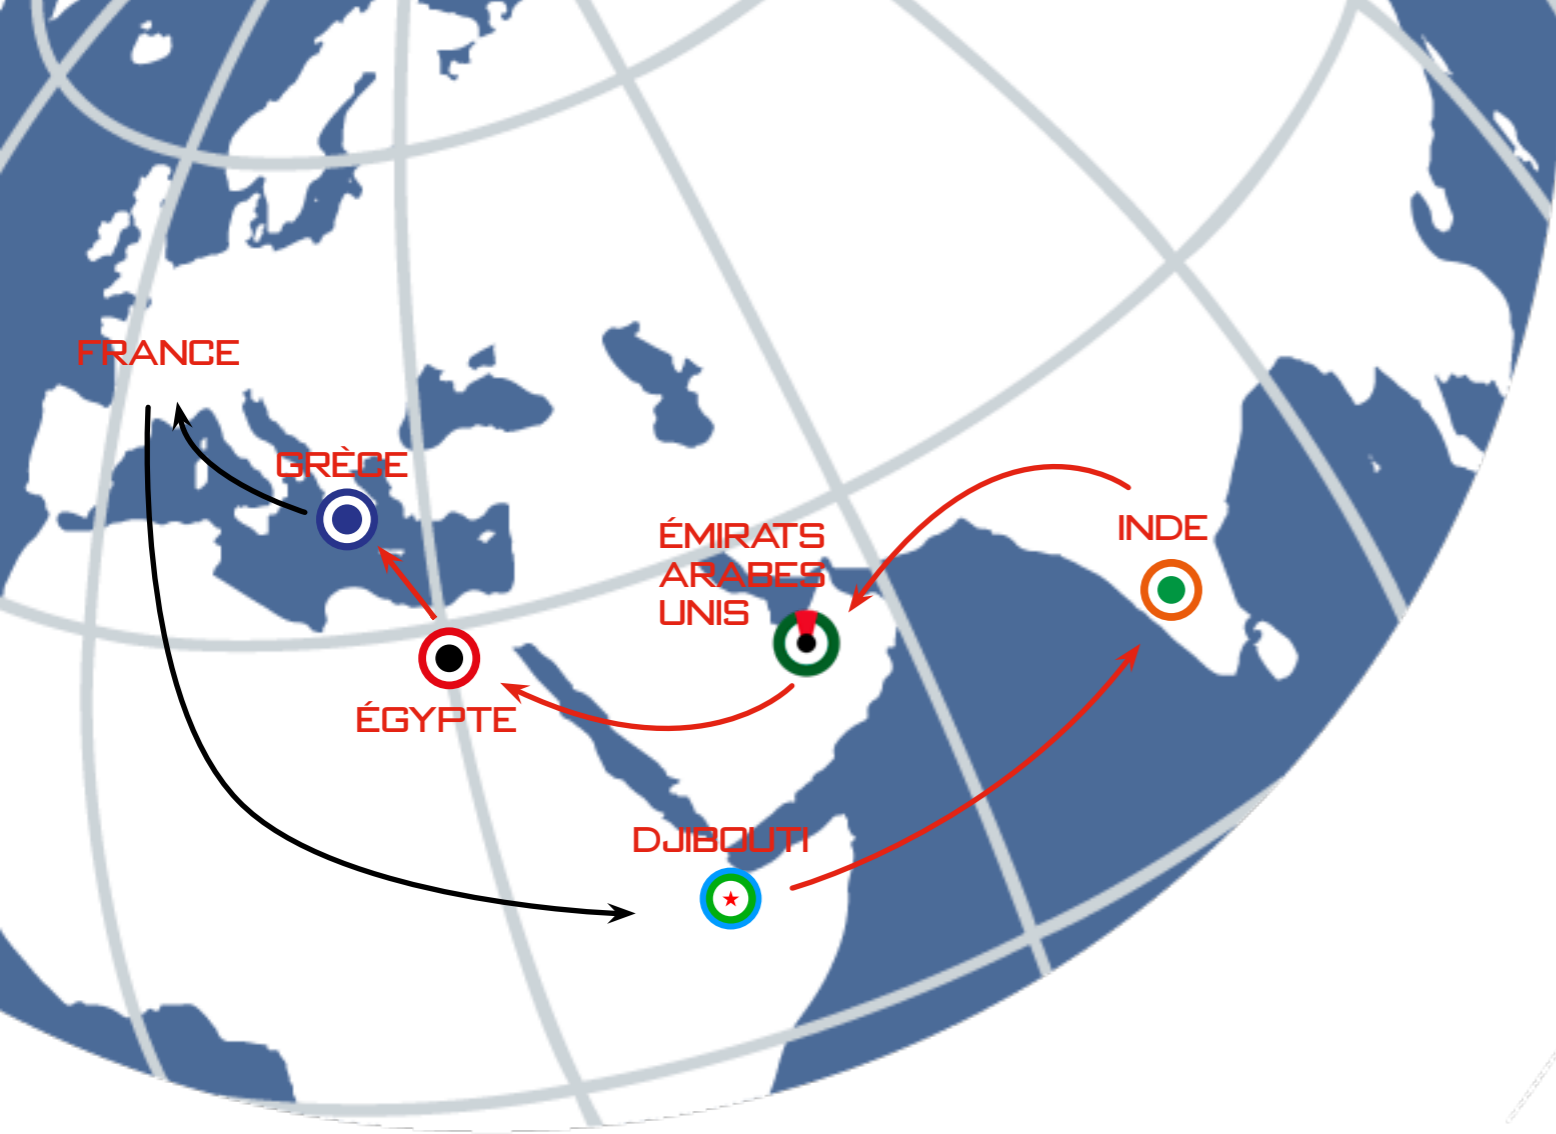 FRANCE
GRÈCE
ÉMIRATS
ARABES
UNIS
INDE
ÉGYPTE
DJIBOUTI